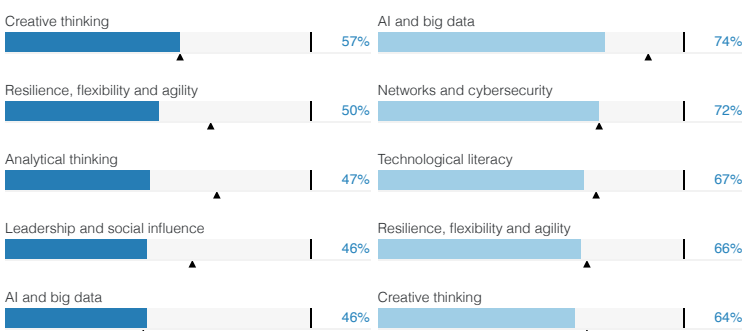 Creative thinking
57%
Resilience, flexibility and agility
50%
Analytical thinking
47%
Leadership and social influence
46%
AI and big data
46%
AI and big data
74%
Networks and cybersecurity
72%
Technological literacy
67%
Resilience, flexibility and agility
66%
Creative thinking
64%